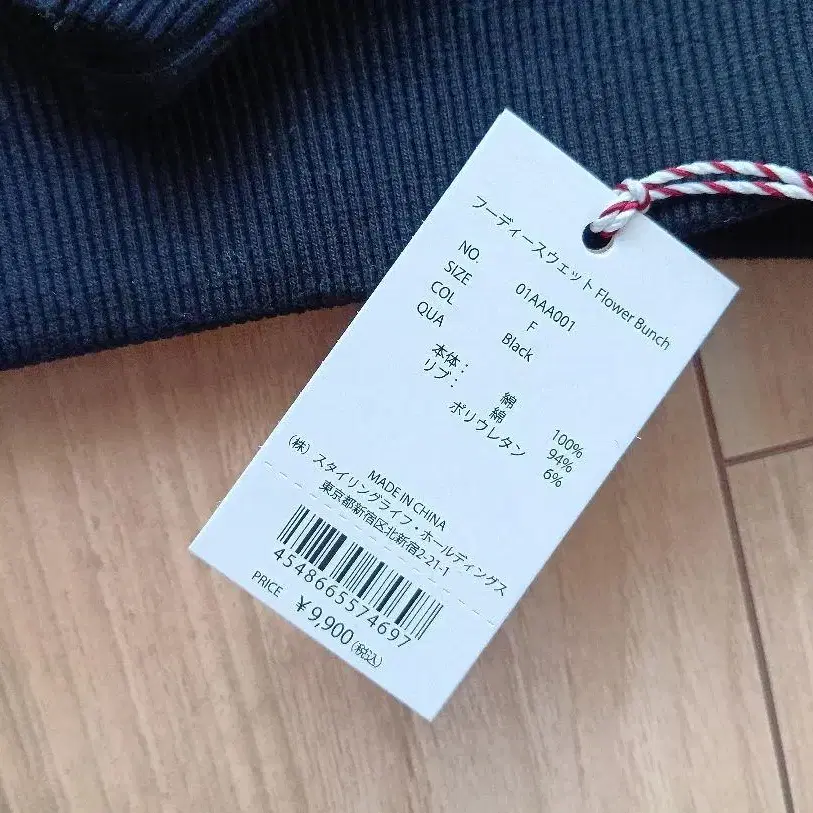 フーディースウェット Flower Bunch
NO. 01AAA001
SIZE F
COL Black
QUA
本体： 綿 100%
リブ： 綿 94%
ポリウレタン 6%
MADE IN CHINA
（株）スタイリングライフ・ホールディングス
東京都新宿区北新宿2-21-1
4548665574697
PRICE ￥9,900（税込）